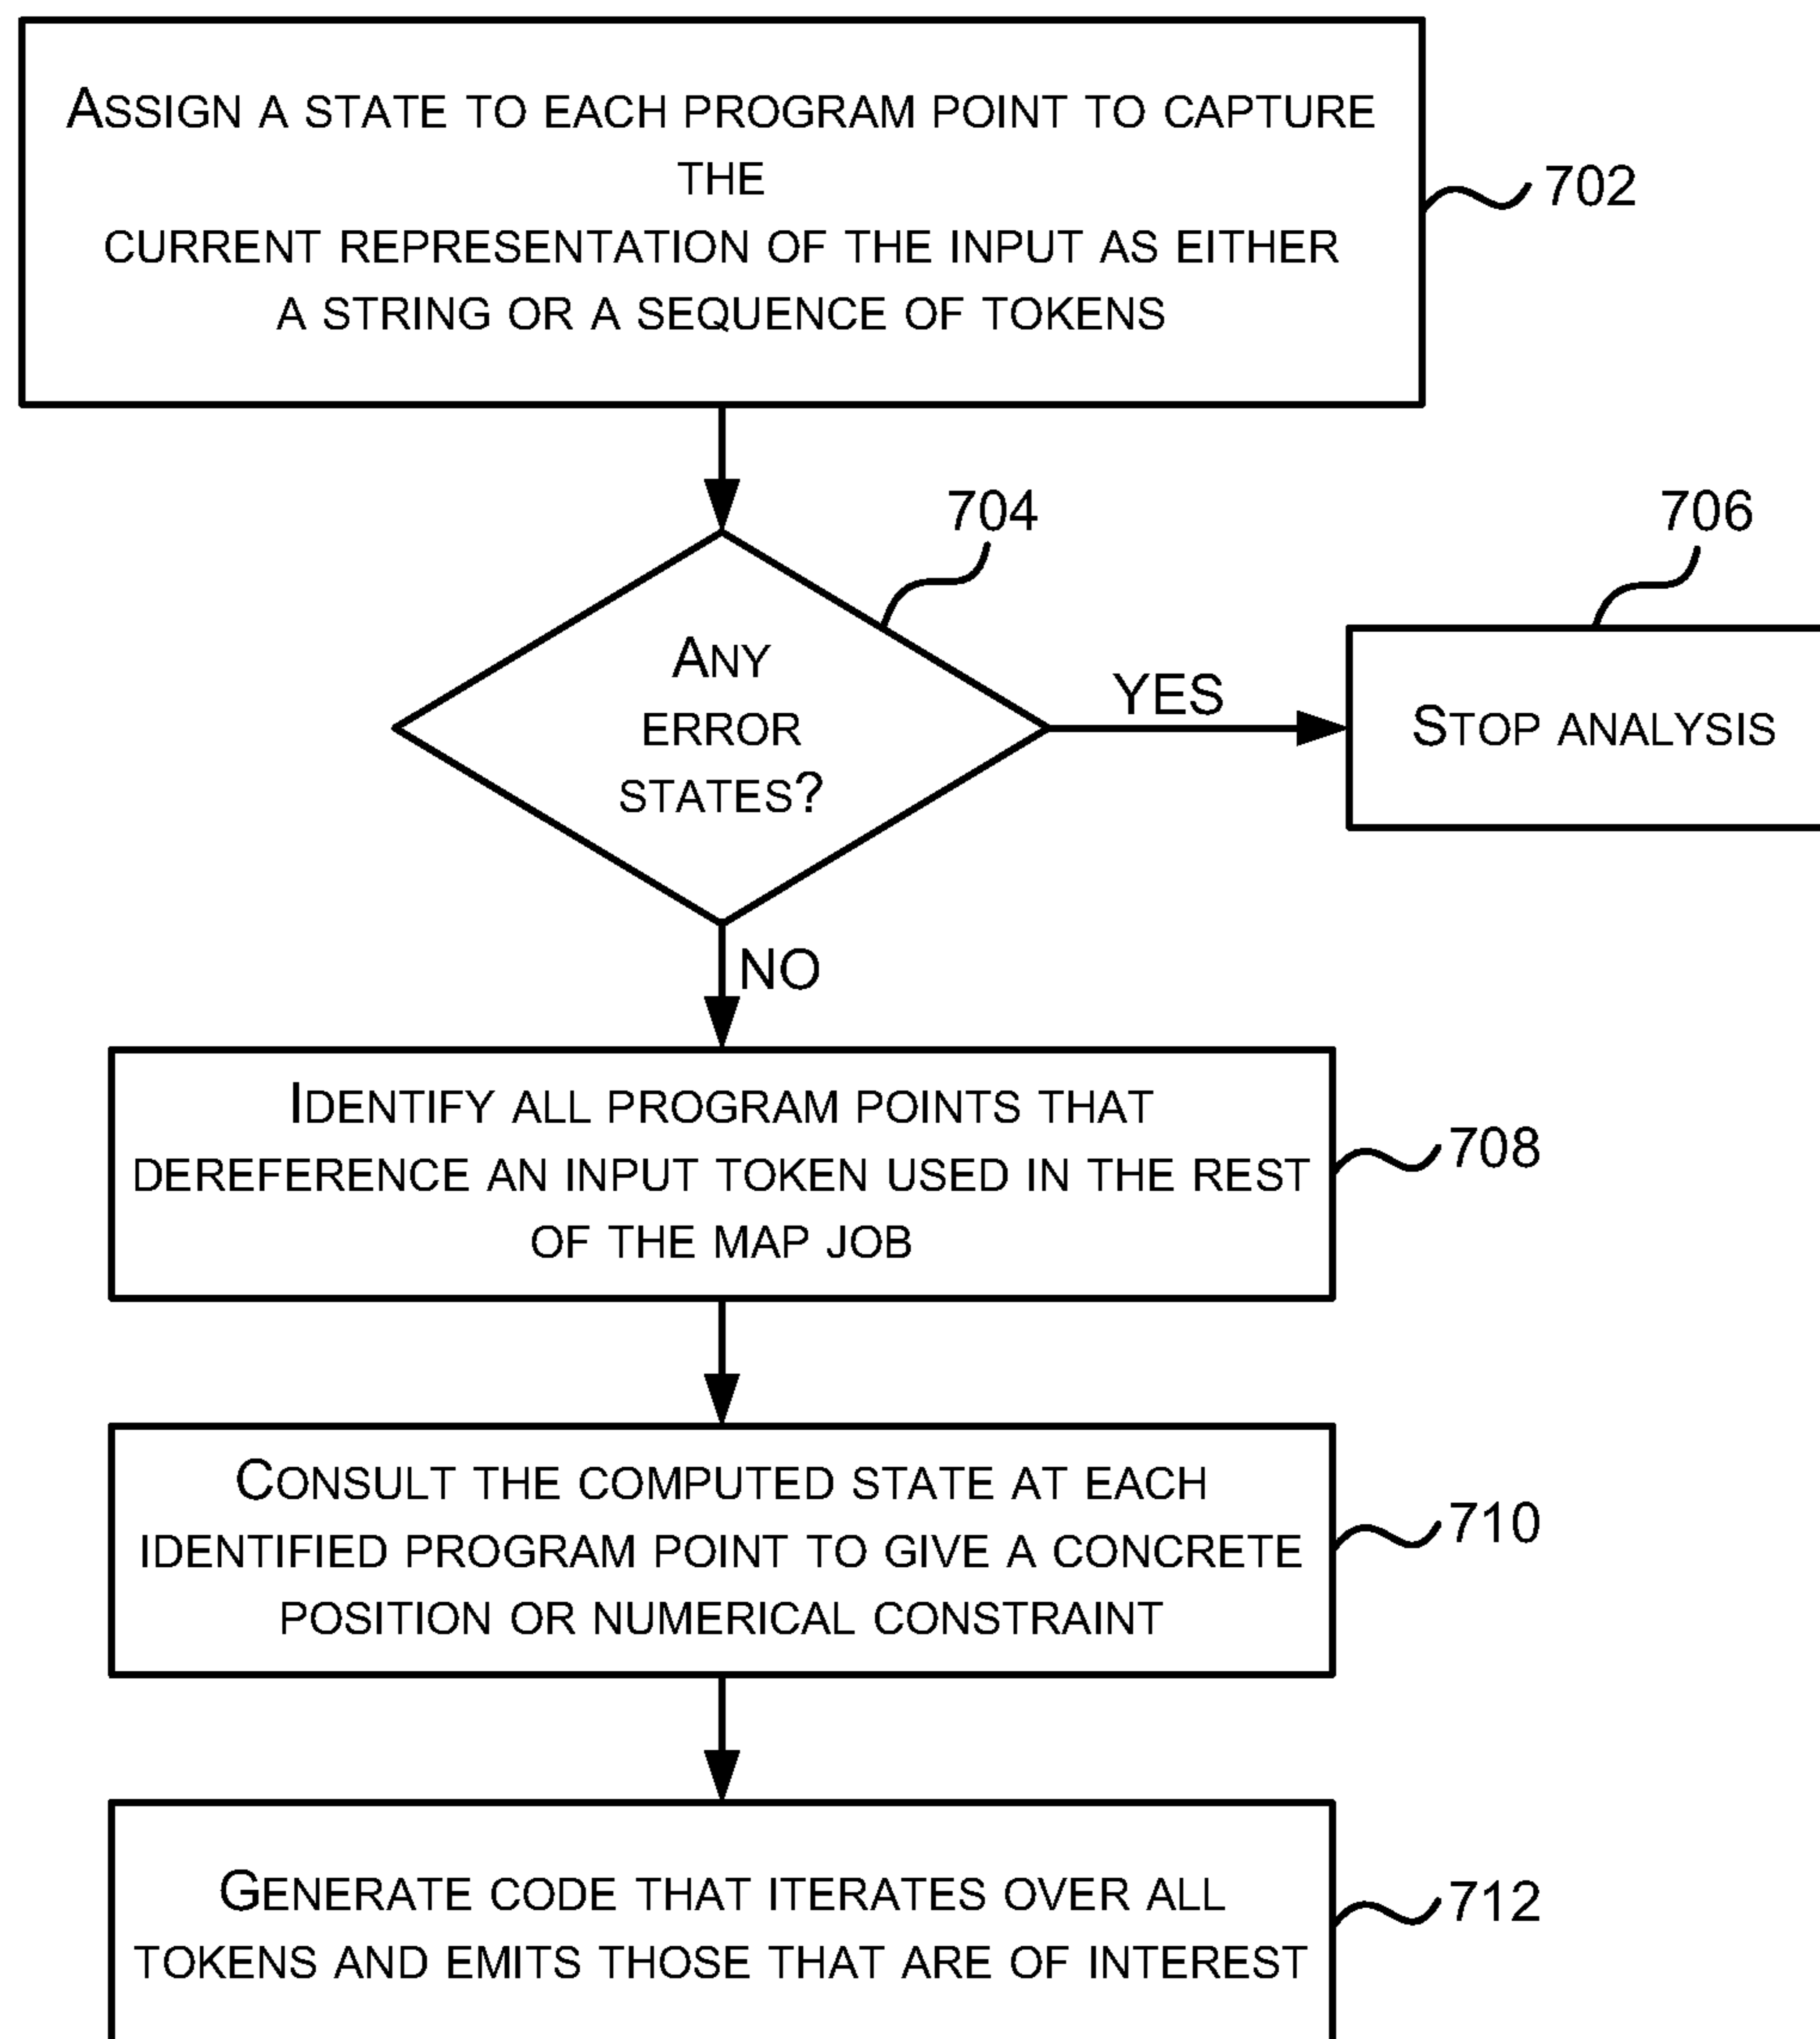 ASSIGN A STATE TO EACH PROGRAM POINT TO CAPTURE
THE
CURRENT REPRESENTATION OF THE INPUT AS EITHER
A STRING OR A SEQUENCE OF TOKENS
702
704
706
ANY
ERROR
STATES?
YES
STOP ANALYSIS
NO
IDENTIFY ALL PROGRAM POINTS THAT
DEREFERENCE AN INPUT TOKEN USED IN THE REST
OF THE MAP JOB
708
CONSULT THE COMPUTED STATE AT EACH
IDENTIFIED PROGRAM POINT TO GIVE A CONCRETE
POSITION OR NUMERICAL CONSTRAINT
710
GENERATE CODE THAT ITERATES OVER ALL
TOKENS AND EMITS THOSE THAT ARE OF INTEREST
712